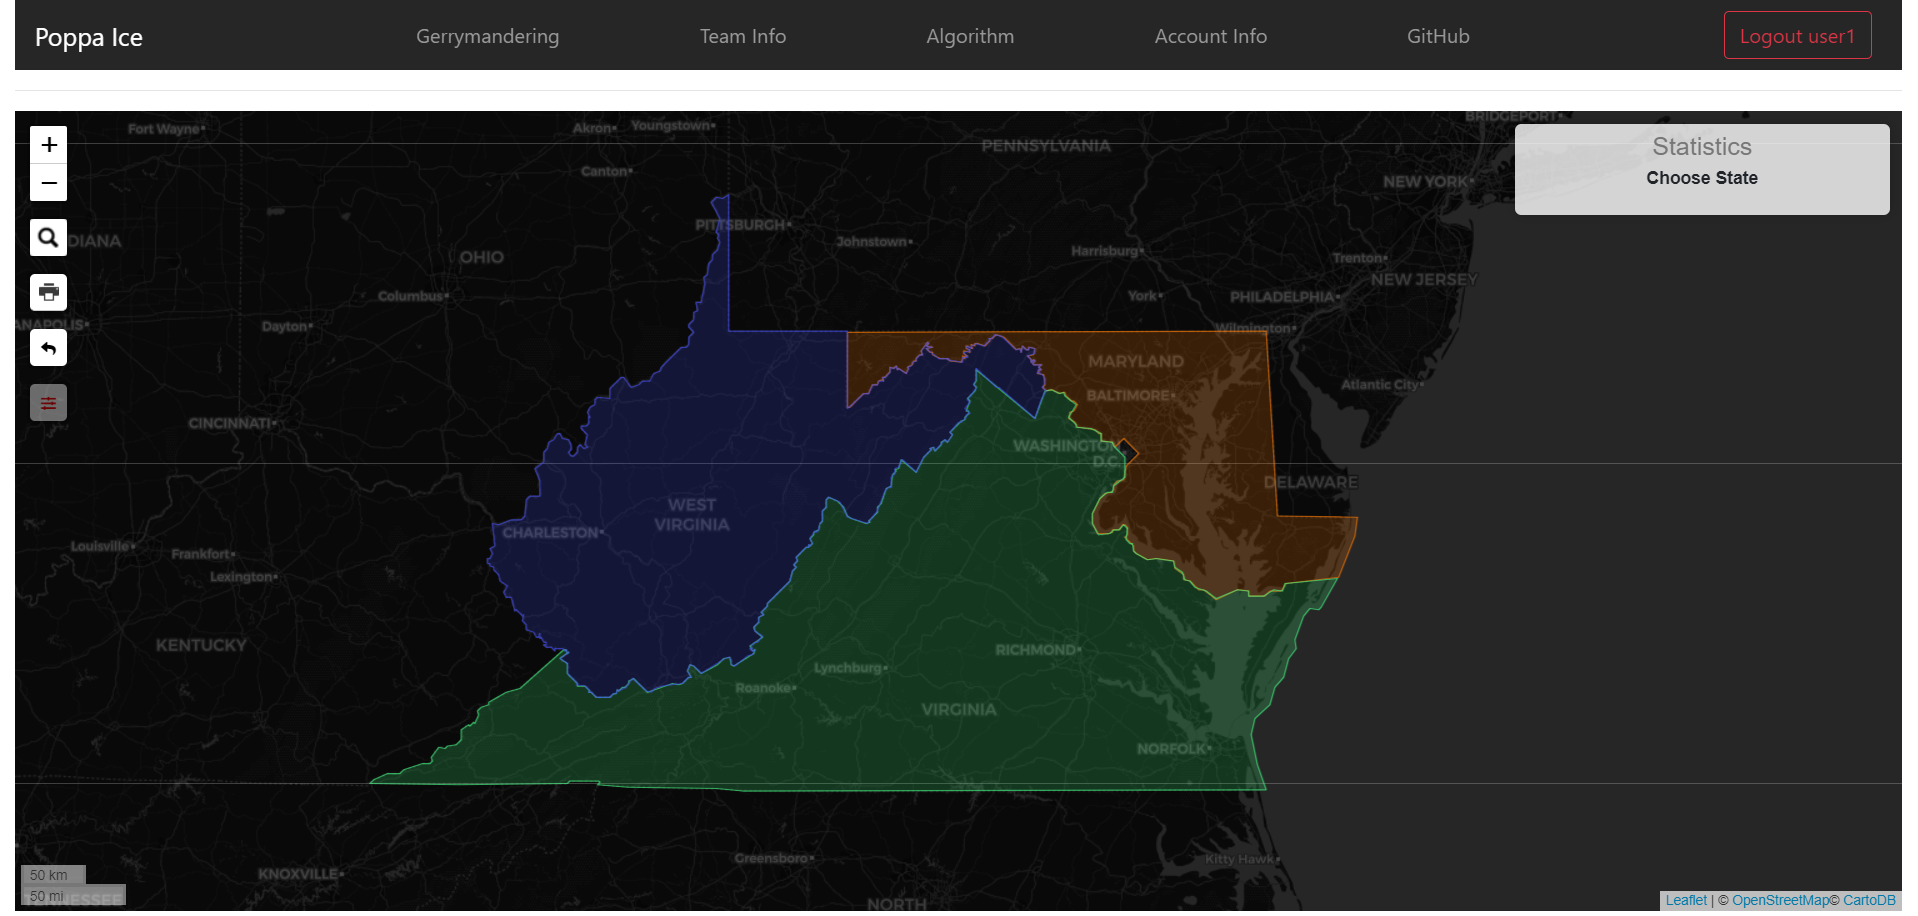 Poppa Ice
Gerrymandering
Team Info
Algorithm
Account Info
GitHub
Logout user1
+
−
Statistics
Choose State
BRIDGEPORT
Fort Wayne
Akron
Youngstown
PENNSYLVANIA
Canton
NEW YORK
PITTSBURGH
Johnstown
DIANA
OHIO
Harrisburg
Trenton
NEW JERSEY
Columbus
York
PHILADELPHIA
ANAPOLIS
Dayton
Wilmington
MARYLAND
Atlantic City
BALTIMORE
CINCINNATI
WASHINGTON
D.C.
DELAWARE
WEST
VIRGINIA
CHARLESTON
Louisville
Frankfort
Lexington
KENTUCKY
RICHMOND
Lynchburg
Roanoke
VIRGINIA
NORFOLK
Greensboro
Kitty Hawk
KNOXVILLE
50 km
50 mi
TENNESSEE
NORTH
Leaflet | © OpenStreetMap© CartoDB